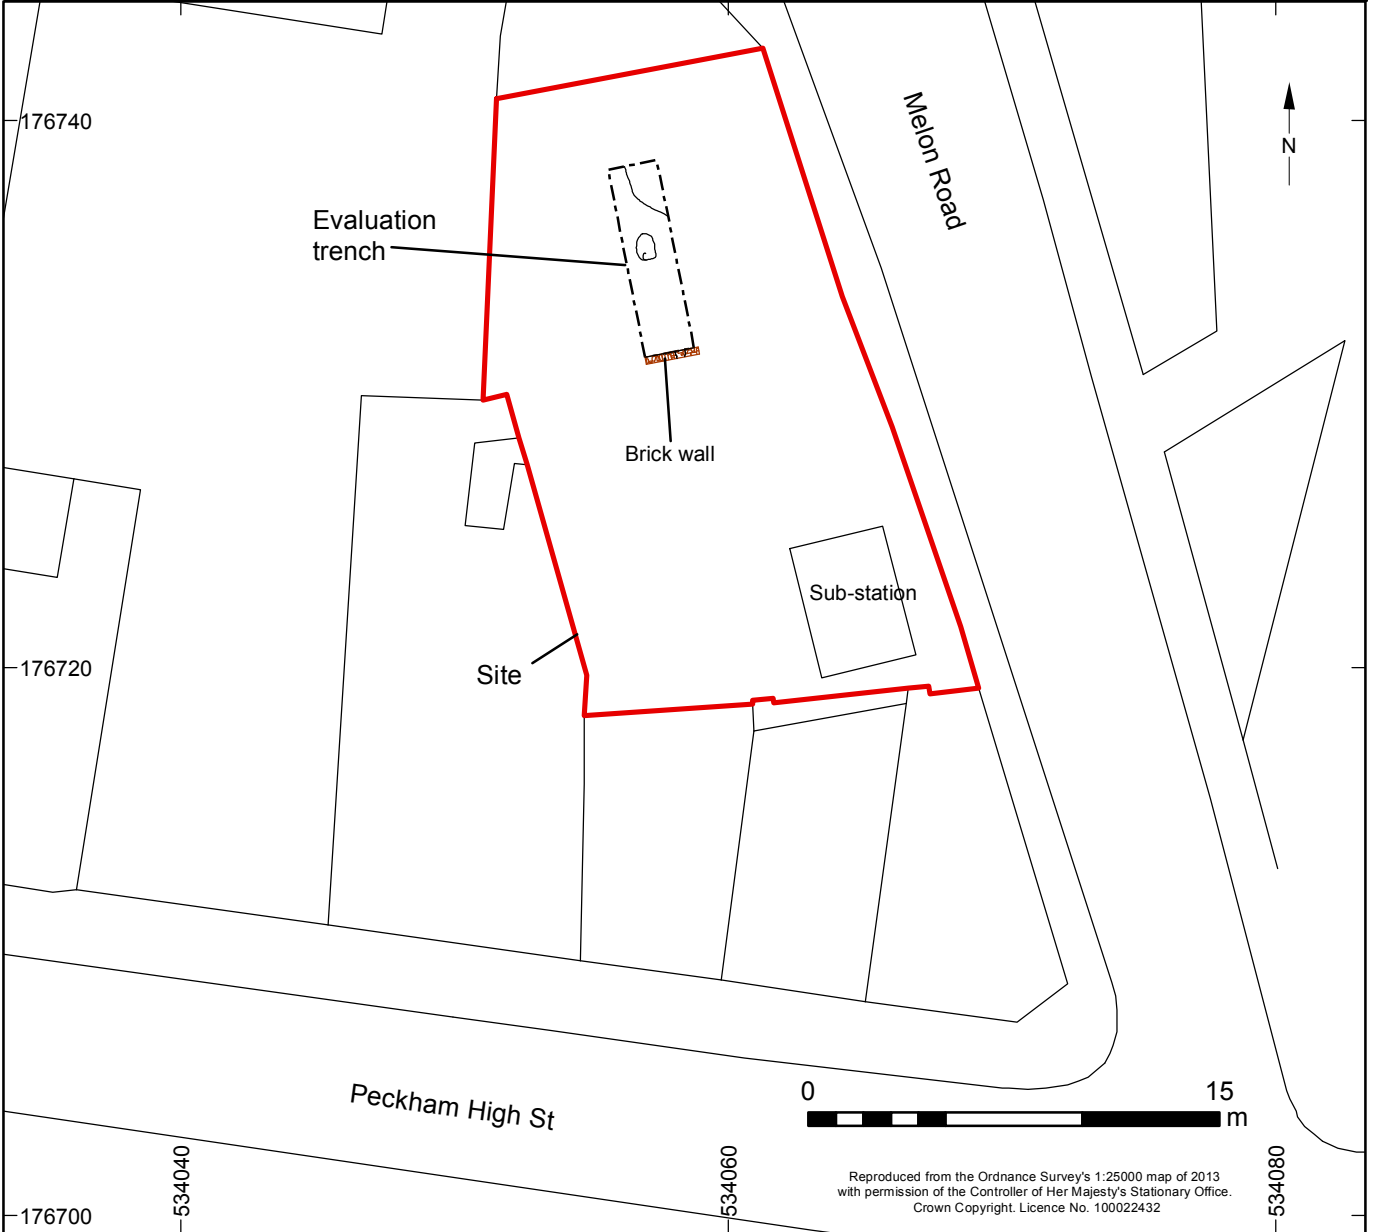 Melon Road
176740
N
Evaluation
trench
Brick wall
Sub-station
176720
Site
0 15
m
Peckham High St
534040
534060
534080
Reproduced from the Ordnance Survey's 1:25000 map of 2013
with permission of the Controller of Her Majesty's Stationary Office.
Crown Copyright. Licence No. 100022432
176700